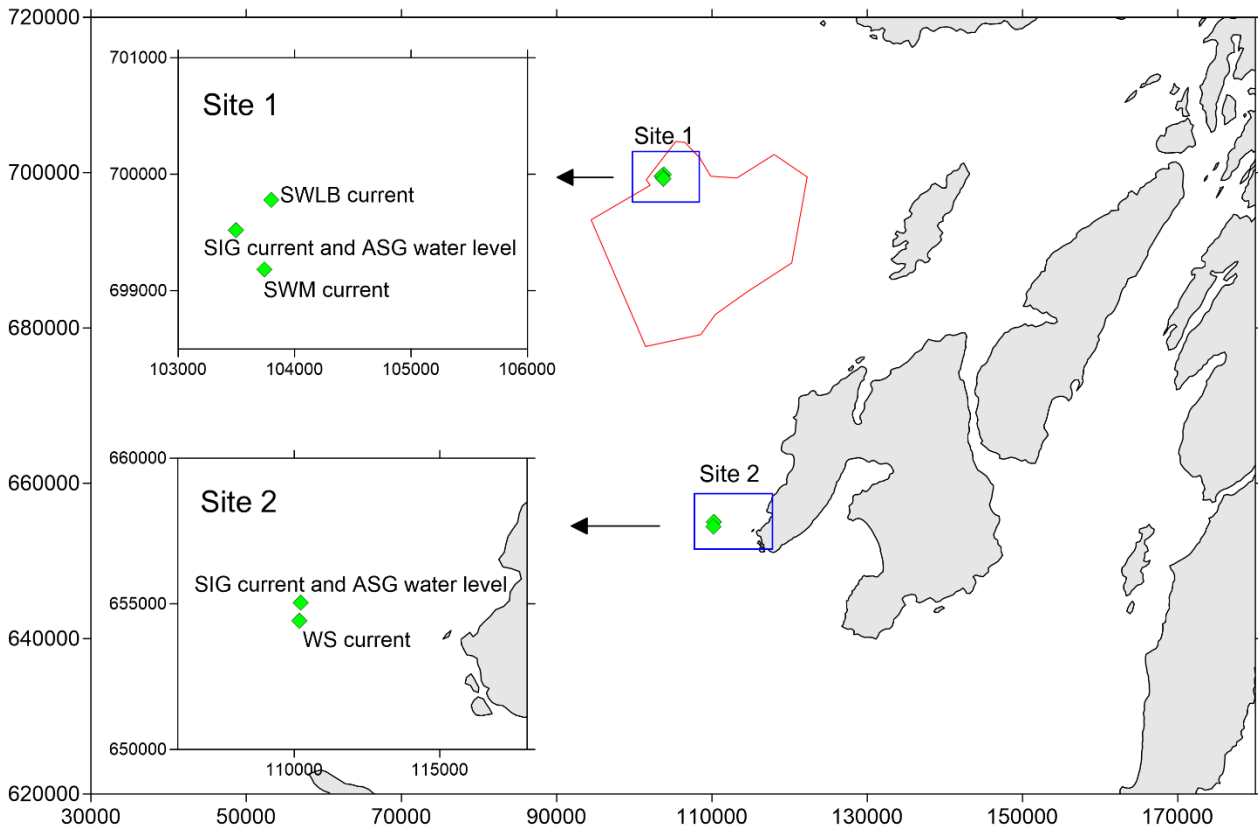 720000
700000
680000
660000
640000
620000
30000
50000
70000
90000
110000
130000
150000
170000
701000
700000
699000
103000
104000
105000
106000
Site 1
SWLB current
SIG current and ASG water level
SWM current
660000
655000
650000
110000
115000
Site 2
SIG current and ASG water level
WS current
Site 1
Site 2